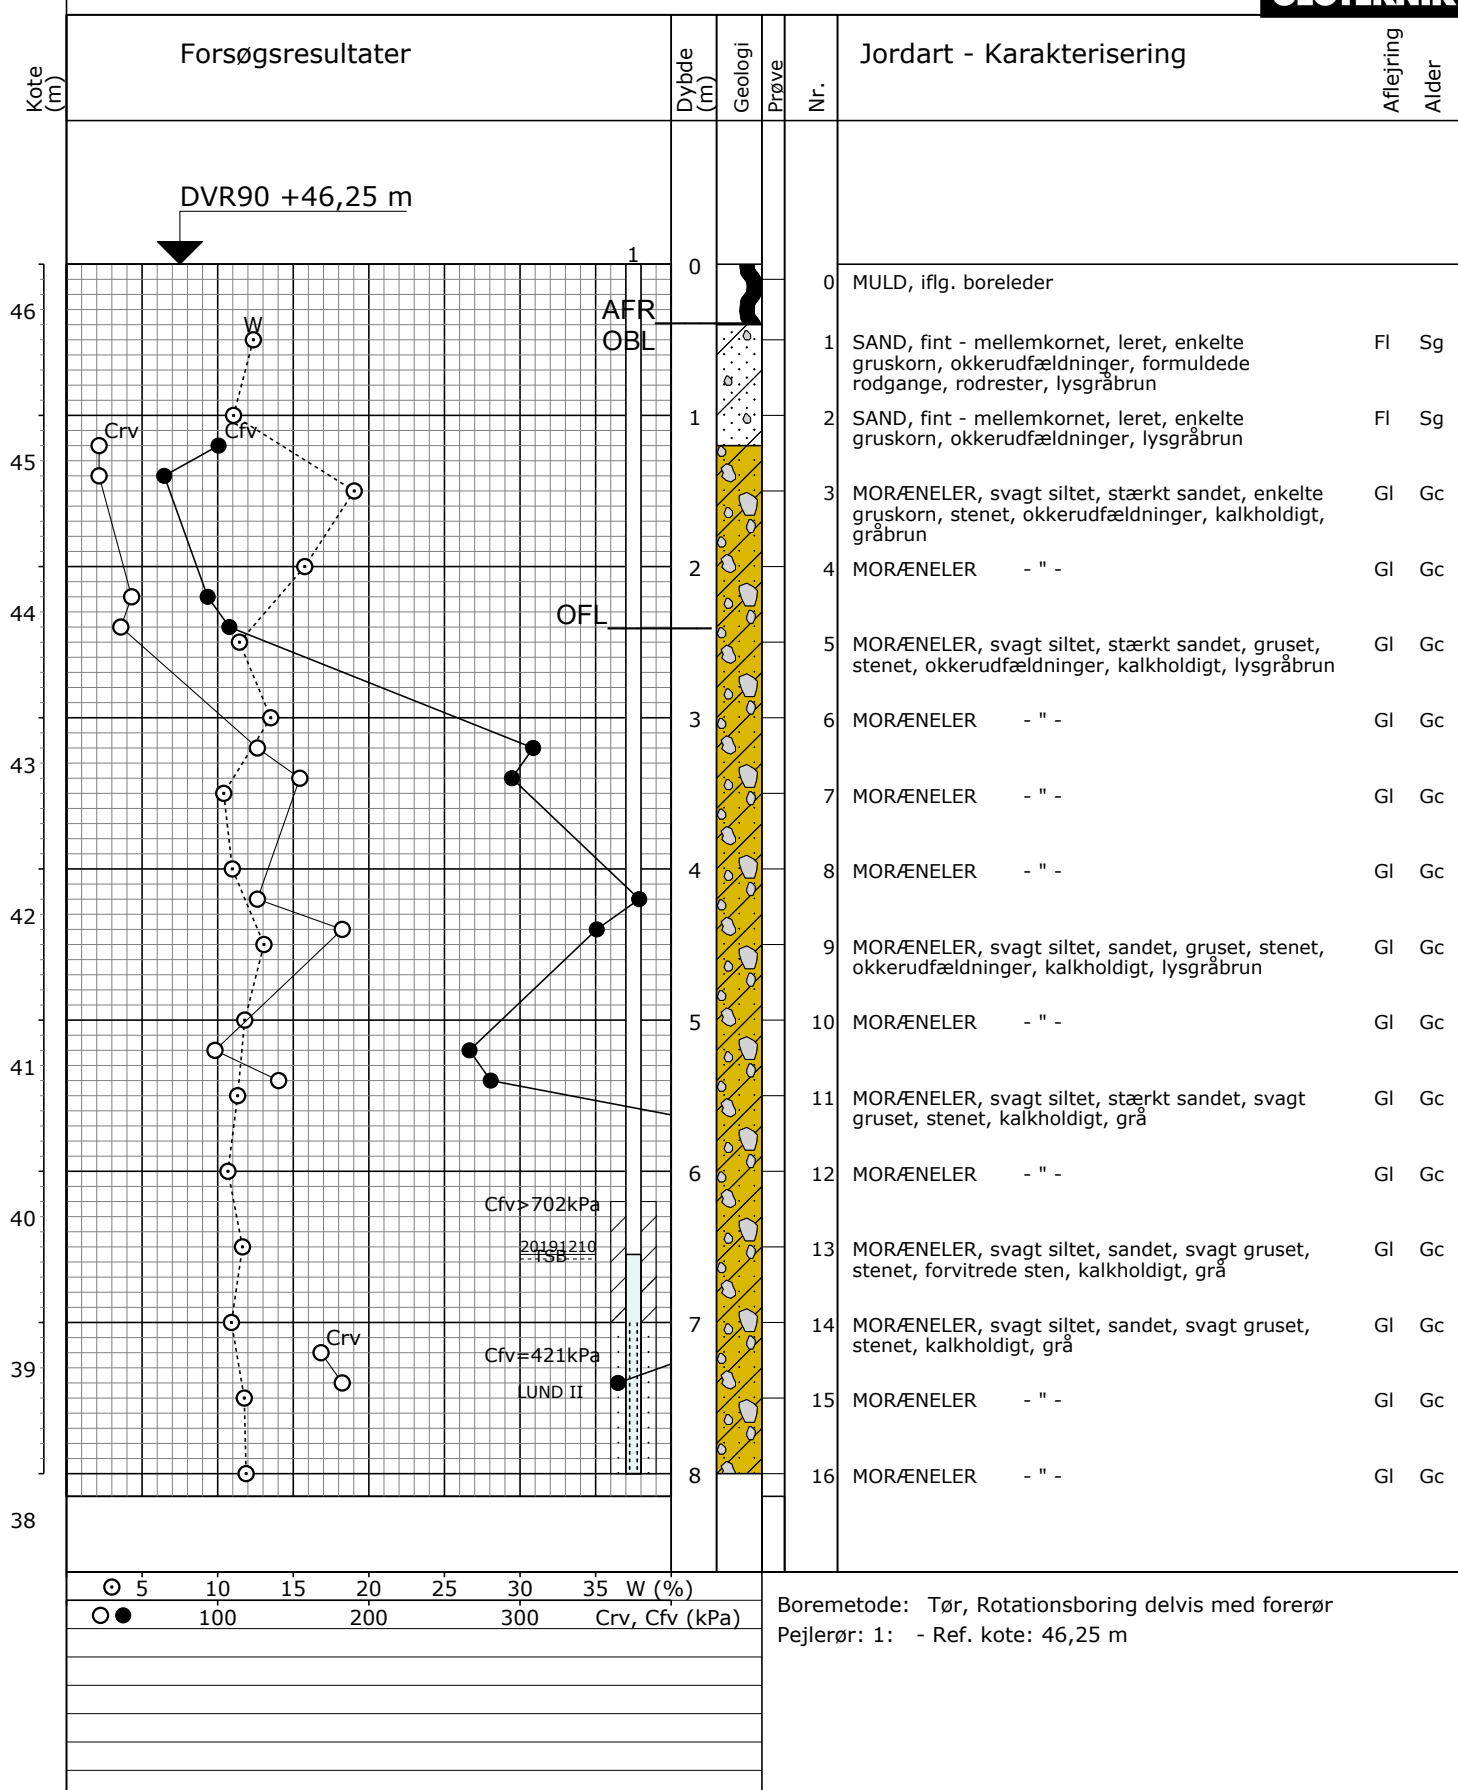 Forsøgsresultater
Kote
(m)
Dybde
(m)
Geologi
Prøve
Nr.
Jordart - Karakterisering
Aflejring
Alder
DVR90 +46,25 m
1
0
0 MULD, iflg. boreleder
46
AFR
W
OBL
1 SAND, fint - mellemkornet, leret, enkelte Fl Sg
gruskorn, okkerudfældninger, formuldede
rodgange, rodrester, lysgråbrun
1
2 SAND, fint - mellemkornet, leret, enkelte Fl Sg
gruskorn, okkerudfældninger, lysgråbrun
Crv Cfv
45
3 MORÆNELER, svagt siltet, stærkt sandet, enkelte Gl Gc
gruskorn, stenet, okkerudfældninger, kalkholdigt,
gråbrun
2
4 MORÆNELER - " - Gl Gc
44
OFL
5 MORÆNELER, svagt siltet, stærkt sandet, gruset, Gl Gc
stenet, okkerudfældninger, kalkholdigt, lysgråbrun
3
6 MORÆNELER - " - Gl Gc
43
7 MORÆNELER - " - Gl Gc
4
8 MORÆNELER - " - Gl Gc
42
9 MORÆNELER, svagt siltet, sandet, gruset, stenet, Gl Gc
okkerudfældninger, kalkholdigt, lysgråbrun
5
10 MORÆNELER - " - Gl Gc
41
11 MORÆNELER, svagt siltet, stærkt sandet, svagt Gl Gc
gruset, stenet, kalkholdigt, grå
6
12 MORÆNELER - " - Gl Gc
Cfv>702kPa
40
20191210
TSB
13 MORÆNELER, svagt siltet, sandet, svagt gruset, Gl Gc
stenet, forvitrede sten, kalkholdigt, grå
7
14 MORÆNELER, svagt siltet, sandet, svagt gruset, Gl Gc
stenet, kalkholdigt, grå
Crv
Cfv=421kPa
39
LUND II
15 MORÆNELER - " - Gl Gc
8
16 MORÆNELER - " - Gl Gc
38
5 10 15 20 25 30 35 W (%)
100 200 300 Crv, Cfv (kPa)
Boremetode: Tør, Rotationsboring delvis med forerør
Pejlerør: 1: - Ref. kote: 46,25 m